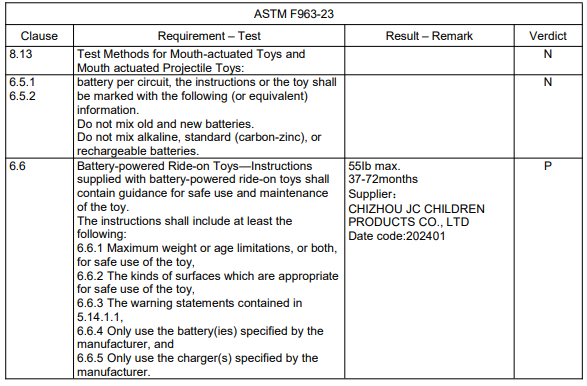 ASTM F963-23
Clause Requirement – Test Result – Remark Verdict
8.13 Test Methods for Mouth-actuated Toys and N
Mouth actuated Projectile Toys:
6.5.1 battery per circuit, the instructions or the toy shall N
6.5.2 be marked with the following (or equivalent)
information.
Do not mix old and new batteries.
Do not mix alkaline, standard (carbon-zinc), or
rechargeable batteries.
6.6 Battery-powered Ride-on Toys—Instructions 55lb max. P
supplied with battery-powered ride-on toys shall 37-72months
contain guidance for safe use and maintenance Supplier：
of the toy. CHIZHOU JC CHILDREN
The instructions shall include at least the PRODUCTS CO., LTD
following: Date code:202401
6.6.1 Maximum weight or age limitations, or both,
for safe use of the toy,
6.6.2 The kinds of surfaces which are appropriate
for safe use of the toy,
6.6.3 The warning statements contained in
5.14.1.1,
6.6.4 Only use the battery(ies) specified by the
manufacturer, and
6.6.5 Only use the charger(s) specified by the
manufacturer.